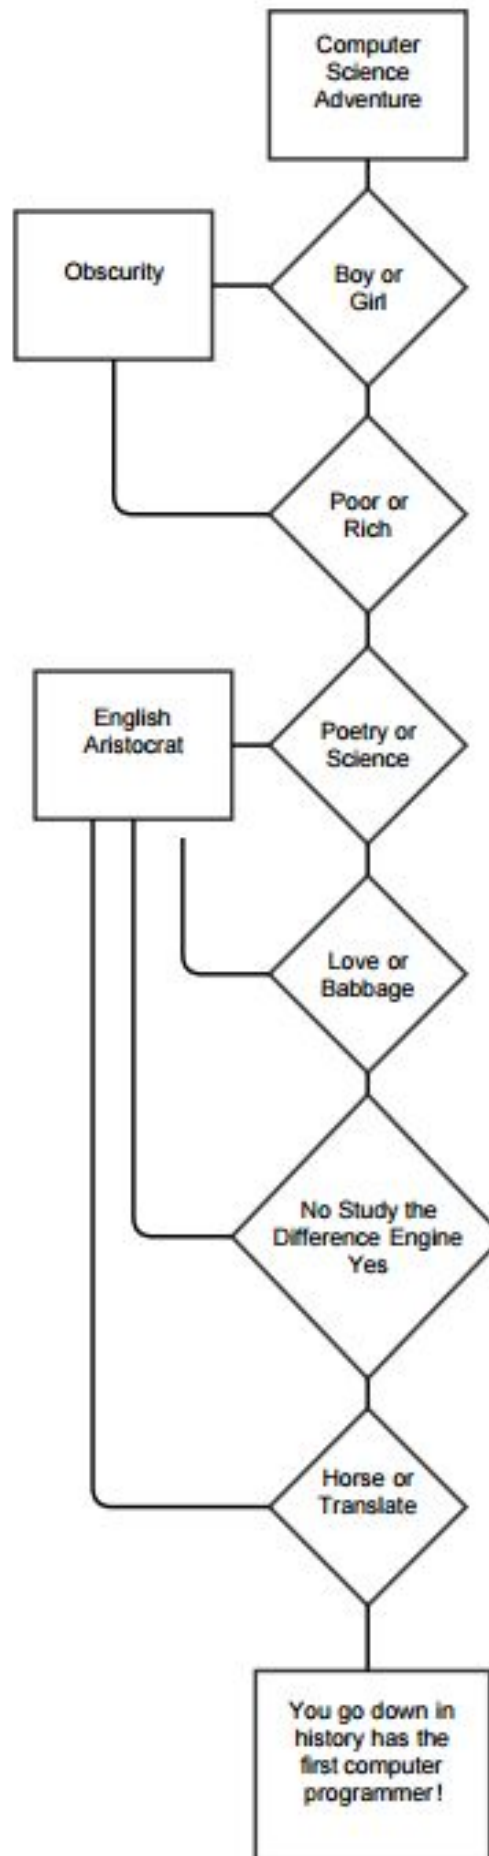 Computer
Science
Adventure
Obscurity
Boy or
Girl
Poor or
Rich
English
Aristocrat
Poetry or
Science
Love or
Babbage
No Study the
Difference Engine
Yes
Horse or
Translate
You go down in
history has the
first computer
programmer!